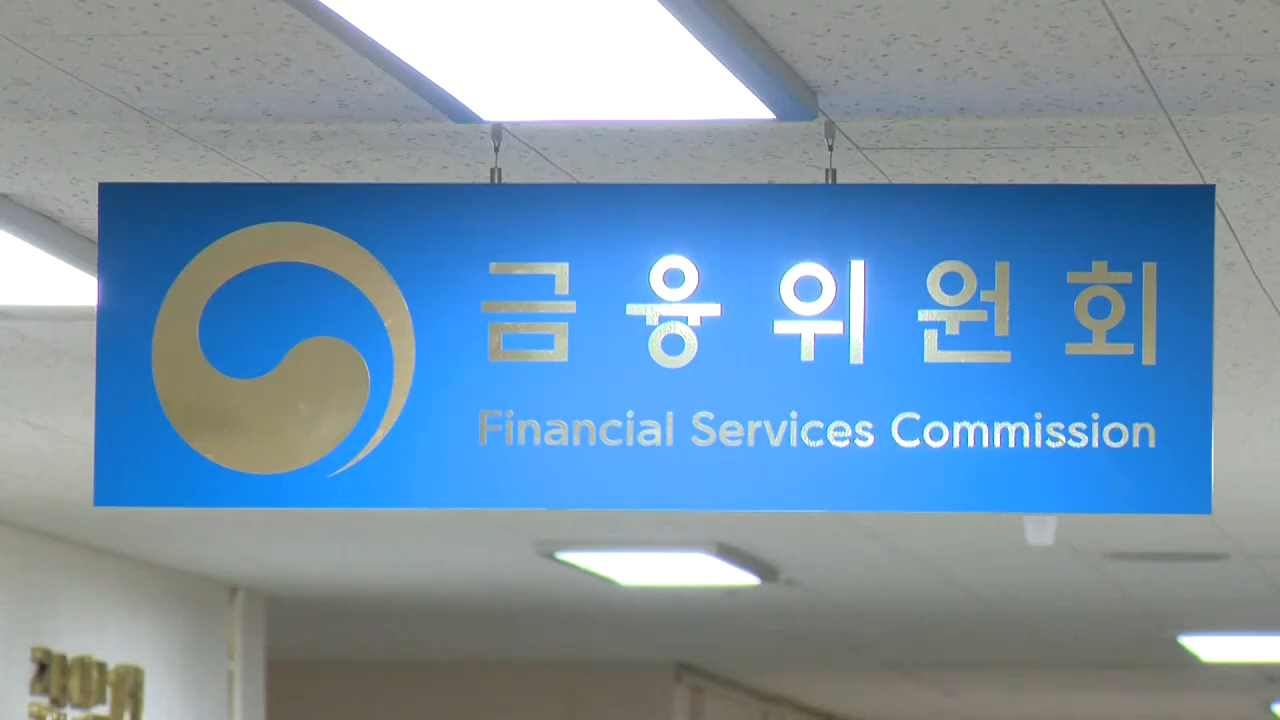 금융위원회
Financial Services Commission